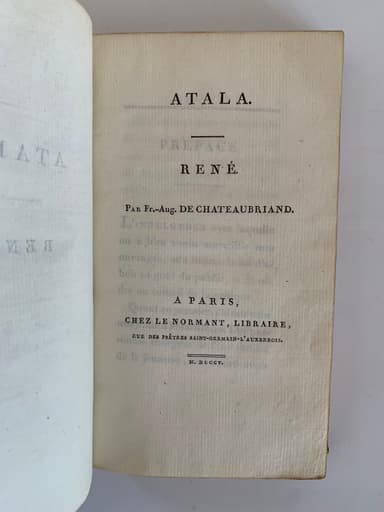 ATALA.
RENÉ.
PAR FR.-AUG. DE CHATEAUBRIAND.
A PARIS,
CHEZ LE NORMANT, LIBRAIRE,
RUE DES PRÊTRES SAINT-GERMAIN-L'AUXERROIS.
M. DCCCV.
PRÉFACE